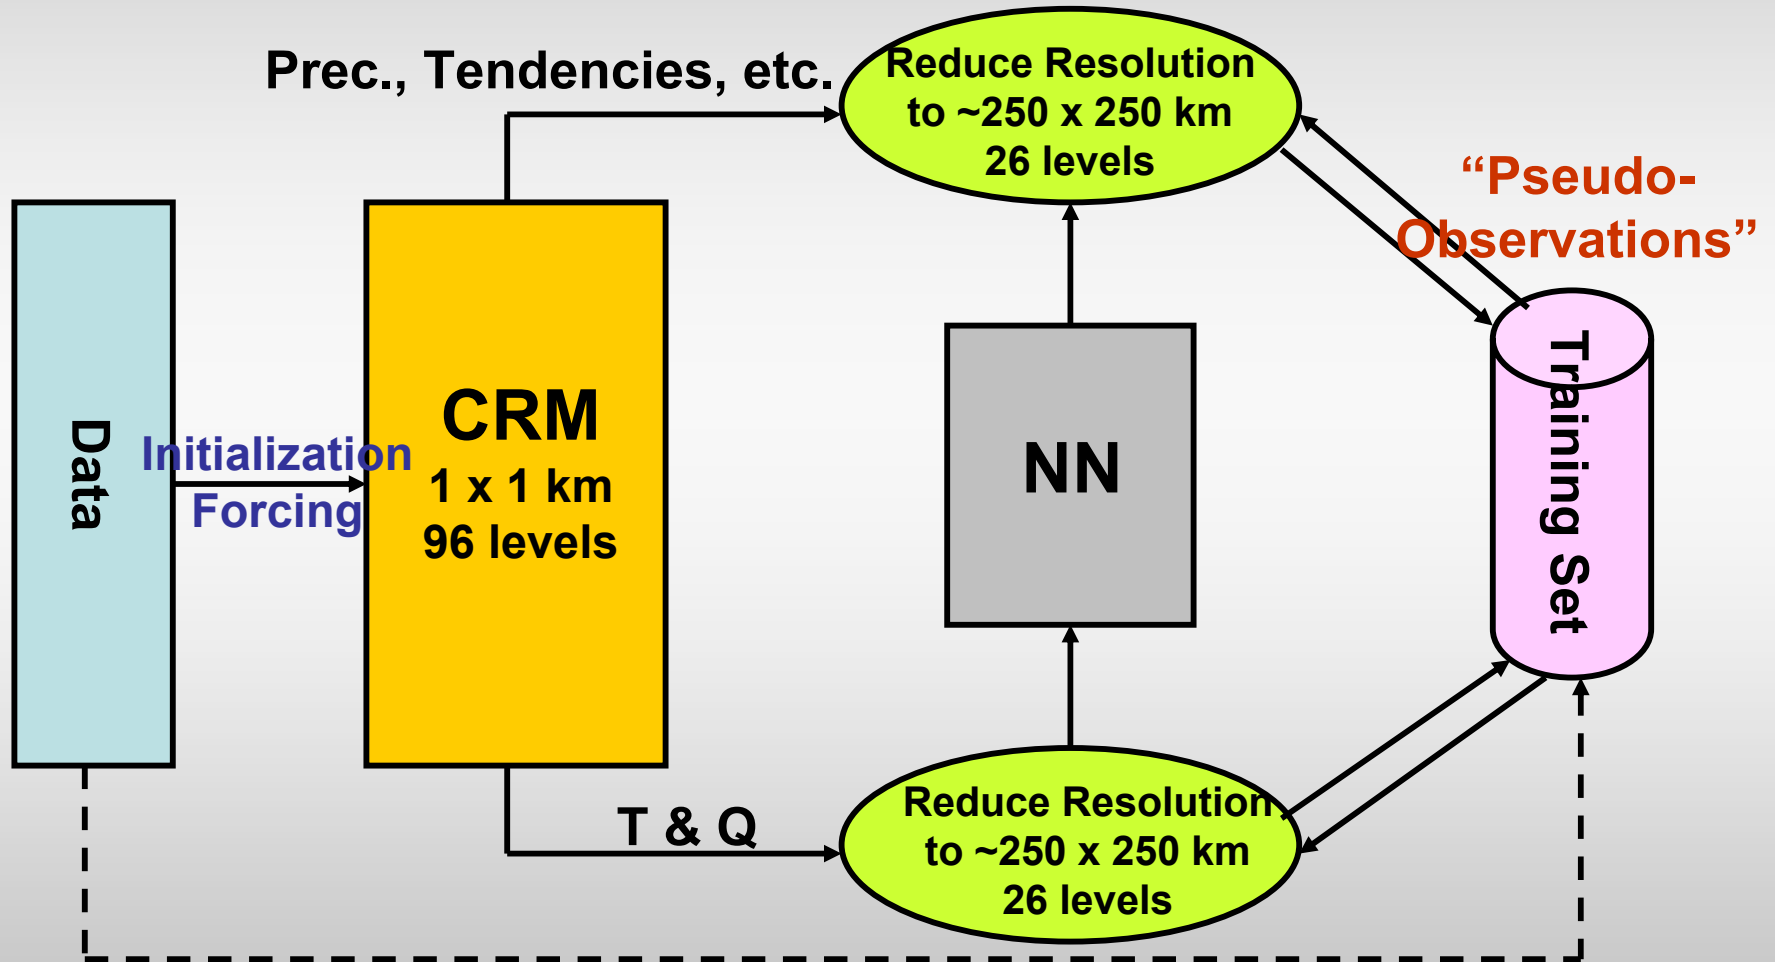 Prec., Tendencies, etc.
Reduce Resolution
to ~250 x 250 km
26 levels
“Pseudo-
Observations”
Data
Initialization
Forcing
CRM
1 x 1 km
96 levels
NN
Training Set
T & Q
Reduce Resolution
to ~250 x 250 km
26 levels